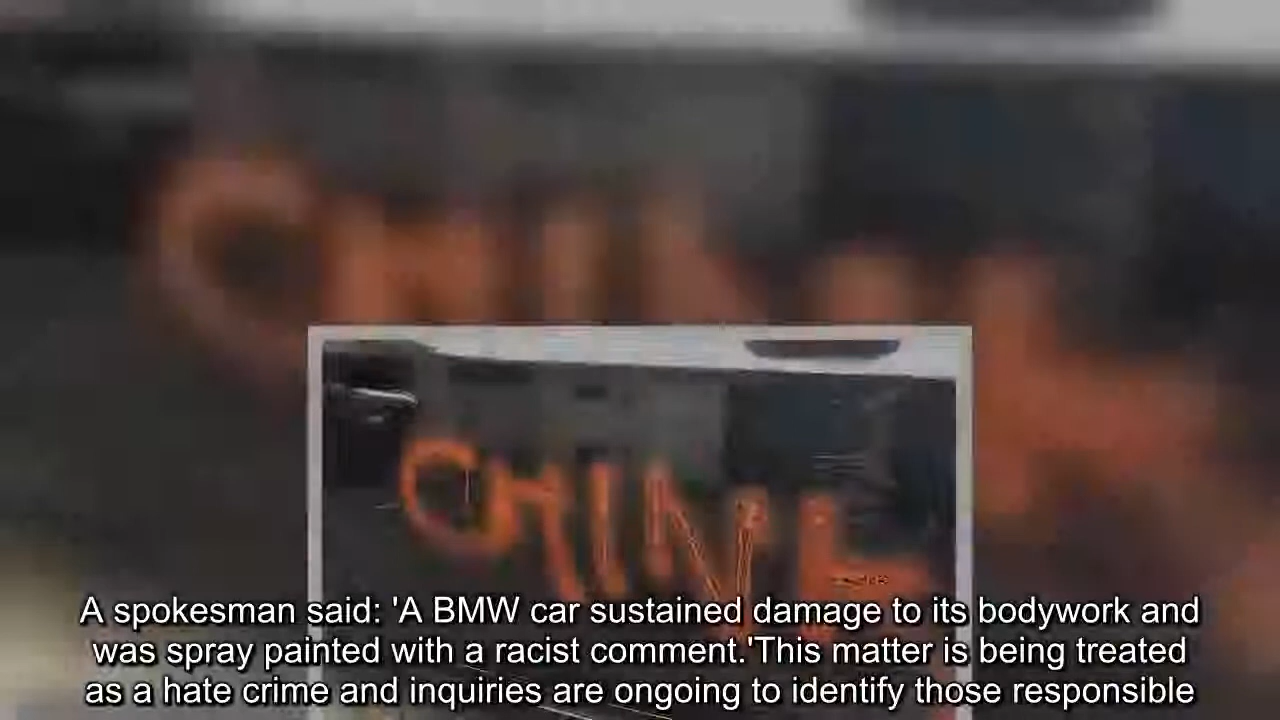 CHIN
A spokesman said: 'A BMW car sustained damage to its bodywork and
was spray painted with a racist comment.'This matter is being treated
as a hate crime and inquiries are ongoing to identify those responsible